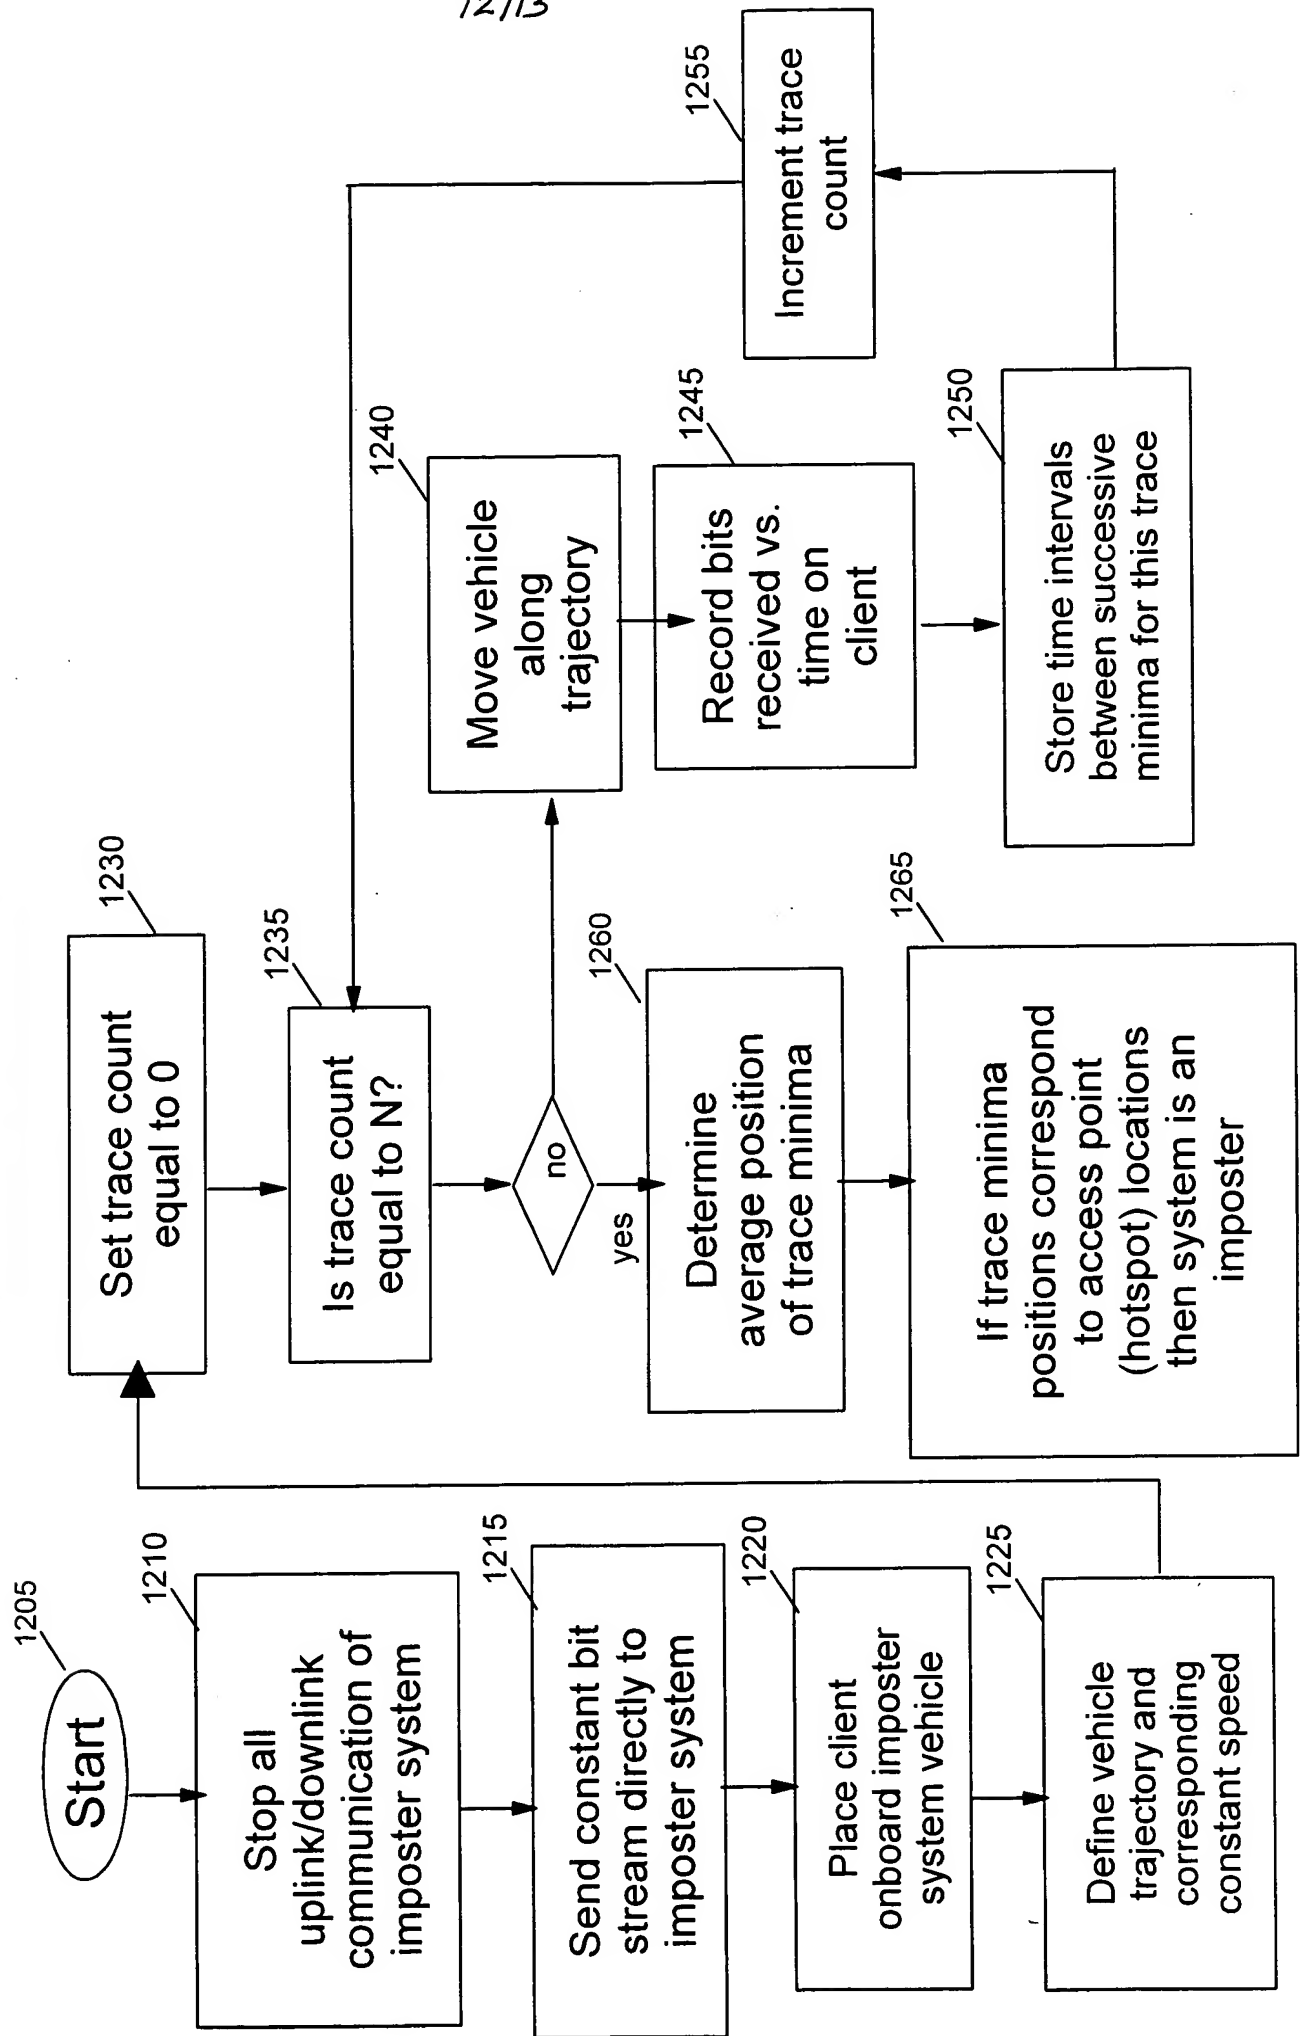 12/13
1205
Start
1210
Stop all
uplink/downlink
communication of
imposter system
1215
Send constant bit
stream directly to
imposter system
1220
Place client
onboard imposter
system vehicle
1225
Define vehicle
trajectory and
corresponding
constant speed
1230
Set trace count
equal to 0
1235
Is trace count
equal to N?
no
yes
1240
Move vehicle
along
trajectory
1245
Record bits
received vs.
time on
client
1250
Store time intervals
between successive
minima for this trace
1255
Increment trace
count
1260
Determine
average position
of trace minima
1265
If trace minima
positions correspond
to access point
(hotspot) locations
then system is an
imposter